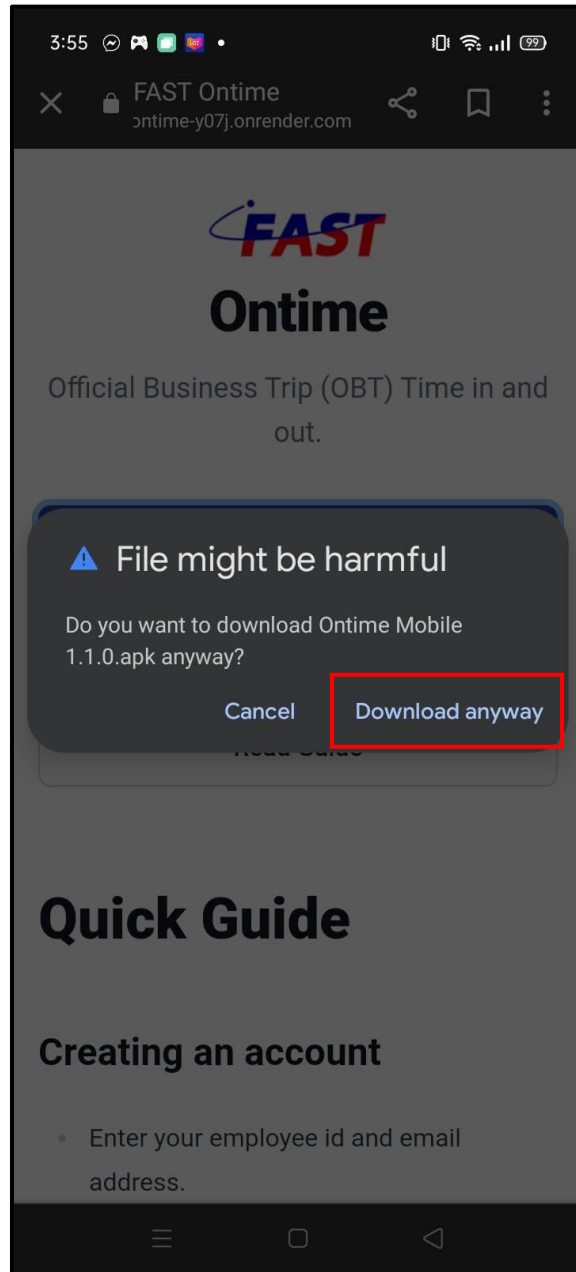 3:55
99
FAST Ontime
ontime-y07j.onrender.com
FAST
Ontime
Official Business Trip (OBT) Time in and
out.
File might be harmful
Do you want to download Ontime Mobile
1.1.0.apk anyway?
Cancel Download anyway
Read Guide
Quick Guide
Creating an account
Enter your employee id and email
address.